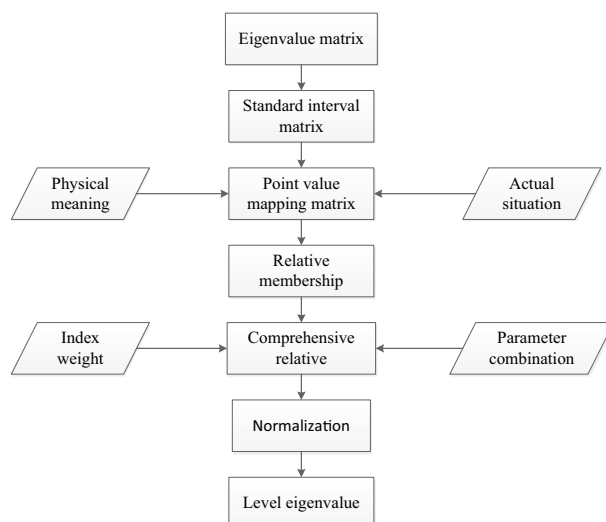 Eigenvalue matrix
Standard interval
matrix
Physical
meaning
Point value
mapping matrix
Actual
situation
Relative
membership
Index
weight
Comprehensive
relative
Parameter
combination
Normalization
Level eigenvalue